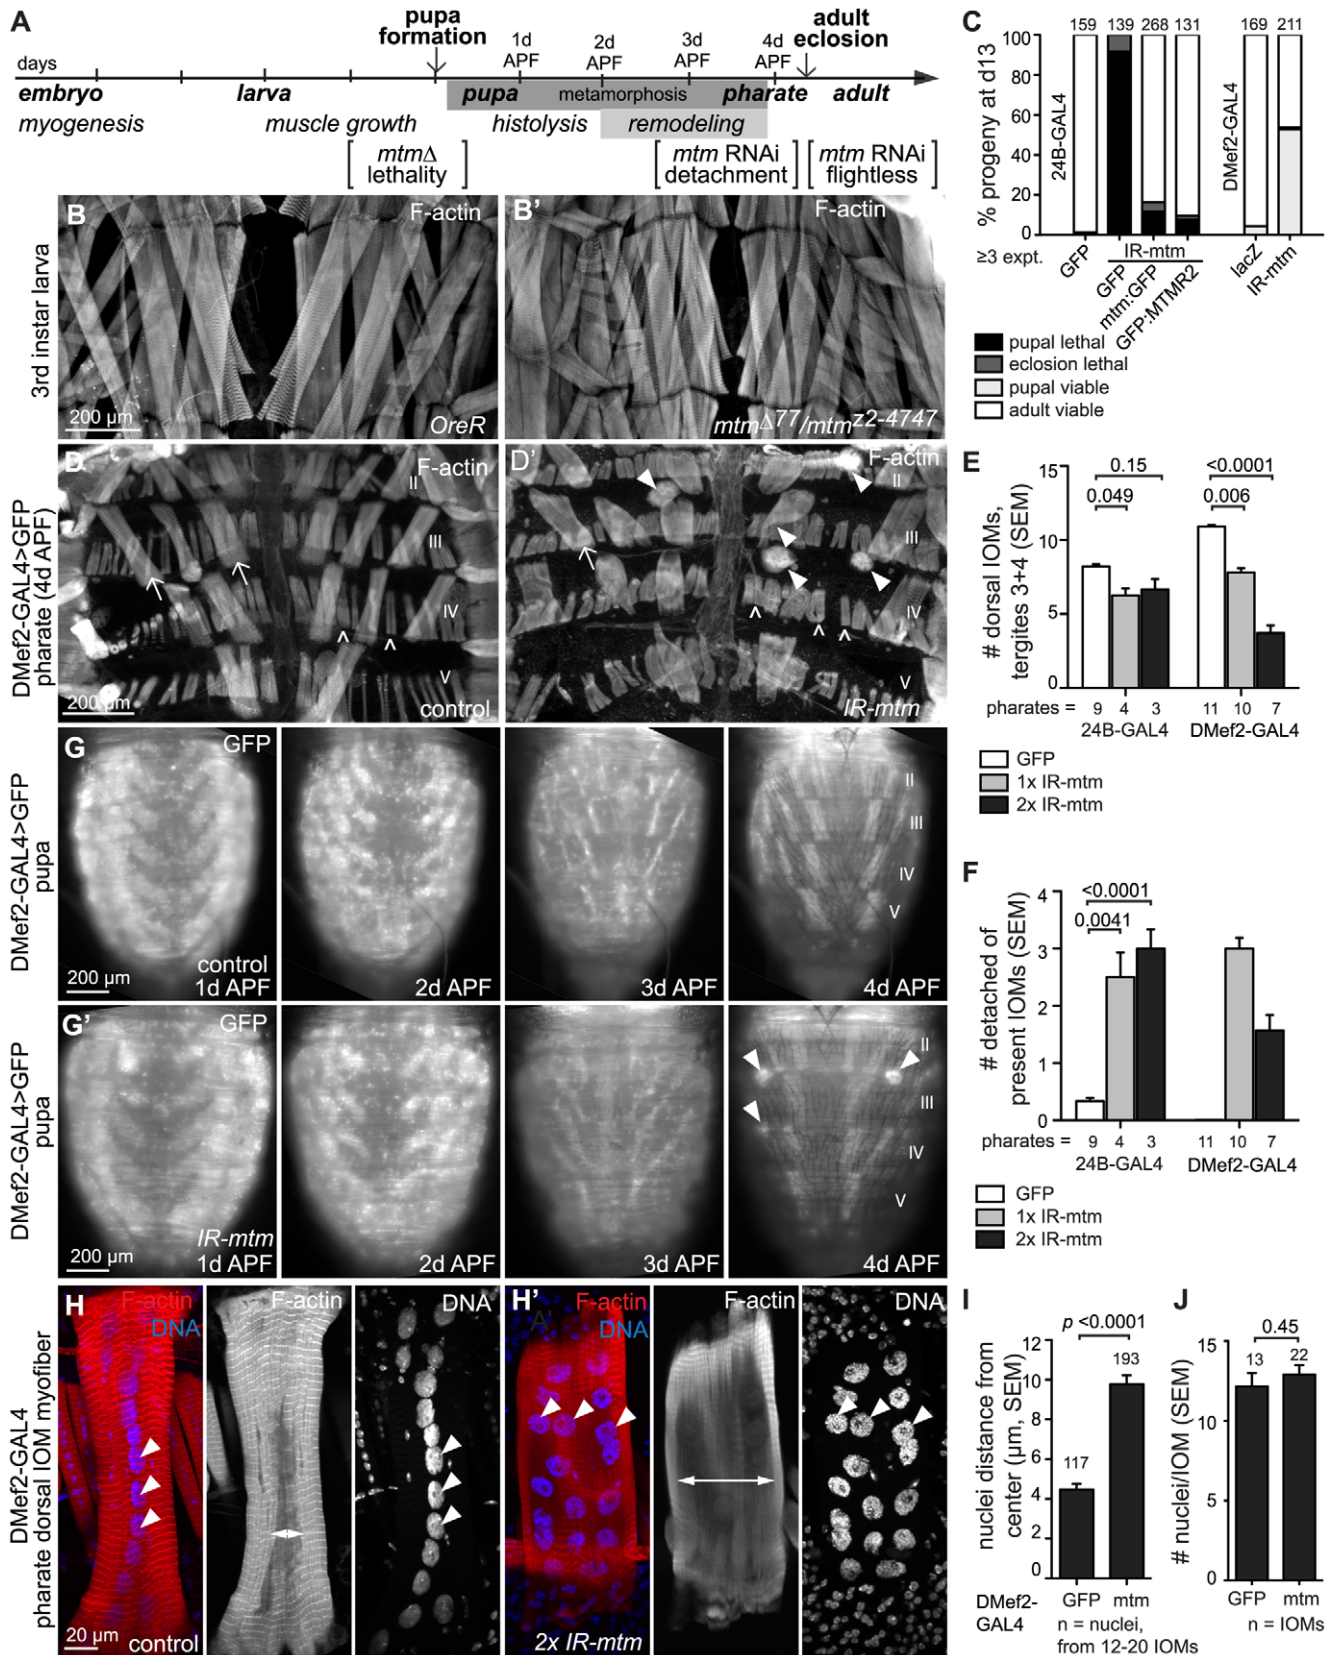 A
pupa formation
adult eclosion
1d APF
2d APF
3d APF
4d APF
days
embryo
larva
pupa
metamorphosis
pharate
adult
myogenesis
muscle growth
histolysis
remodeling
[mtmΔ lethality]
[mtm RNAi detachment]
[mtm RNAi flightless]
B
F-actin
3rd instar larva
200 µm
OreR
B'
F-actin
mtmΔ77/mtmz2-4747
C
159
139
268
131
169
211
% progeny at d13
100
80
60
40
20
0
24B-GAL4
DMef2-GAL4
≥3 expt.
GFP
IR-mtm
GFP
mtm:GFP
GFP:MTMR2
lacZ
IR-mtm
pupal lethal
eclosion lethal
pupal viable
adult viable
D
F-actin
DMef2-GAL4>GFP
pharate (4d APF)
II
III
IV
V
200 µm
control
D'
F-actin
II
III
IV
V
IR-mtm
E
# dorsal IOMs,
tergites 3+4 (SEM)
15
10
5
0
0.15
0.049
<0.0001
0.006
pharates =
9
4
3
11
10
7
24B-GAL4
DMef2-GAL4
GFP
1x IR-mtm
2x IR-mtm
F
# detached of
present IOMs (SEM)
4
3
2
1
0
<0.0001
0.0041
pharates =
9
4
3
11
10
7
24B-GAL4
DMef2-GAL4
GFP
1x IR-mtm
2x IR-mtm
G
GFP
DMef2-GAL4>GFP
pupa
200 µm
control
1d APF
2d APF
3d APF
4d APF
II
III
IV
V
G'
GFP
DMef2-GAL4>GFP
pupa
200 µm
IR-mtm
1d APF
2d APF
3d APF
4d APF
II
III
IV
V
H
F-actin
DNA
F-actin
DNA
DMef2-GAL4
pharate dorsal IOM myofiber
20 µm
control
H'
A'
F-actin
DNA
F-actin
DNA
2x IR-mtm
I
nuclei distance from
center (µm, SEM)
12
10
8
6
4
2
0
p <0.0001
117
193
DMef2-
GAL4
GFP
mtm
n = nuclei,
from 12-20 IOMs
J
# nuclei/IOM (SEM)
15
10
5
0
0.45
13
22
GFP
mtm
n = IOMs